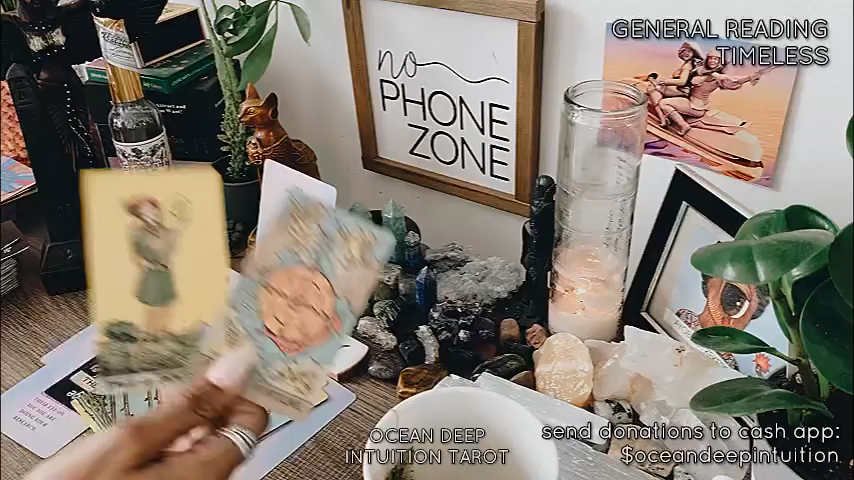 GENERAL READING
TIMELESS
no
PHONE
ZONE
OCEAN DEEP
INTUITION TAROT
send donations to cash app:
$oceandeepintuition